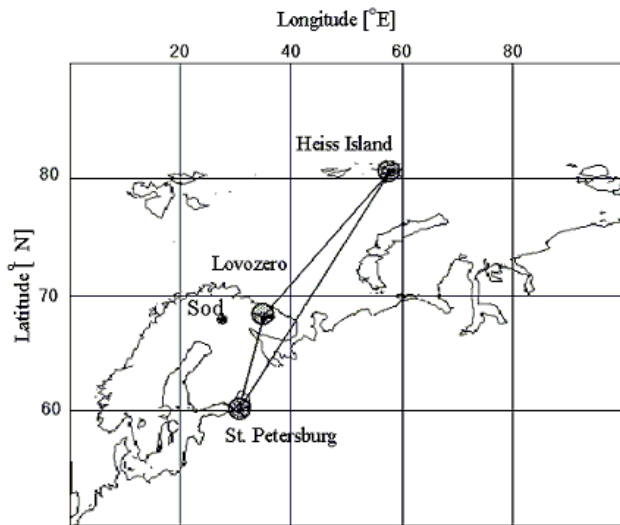 Longitude [°E]
20 40 60 80
Heiss Island
80
Lovozero
70
Sod
60
St. Petersburg
Latitude [° N]